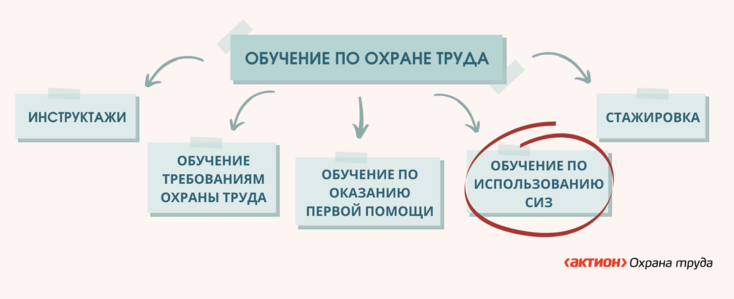 ОБУЧЕНИЕ ПО ОХРАНЕ ТРУДА
ИНСТРУКТАЖИ
ОБУЧЕНИЕ
ТРЕБОВАНИЯМ
ОХРАНЫ ТРУДА
ОБУЧЕНИЕ ПО
ОКАЗАНИЮ
ПЕРВОЙ ПОМОЩИ
ОБУЧЕНИЕ ПО
ИСПОЛЬЗОВАНИЮ
СИЗ
СТАЖИРОВКА
‹актион› Охрана труда